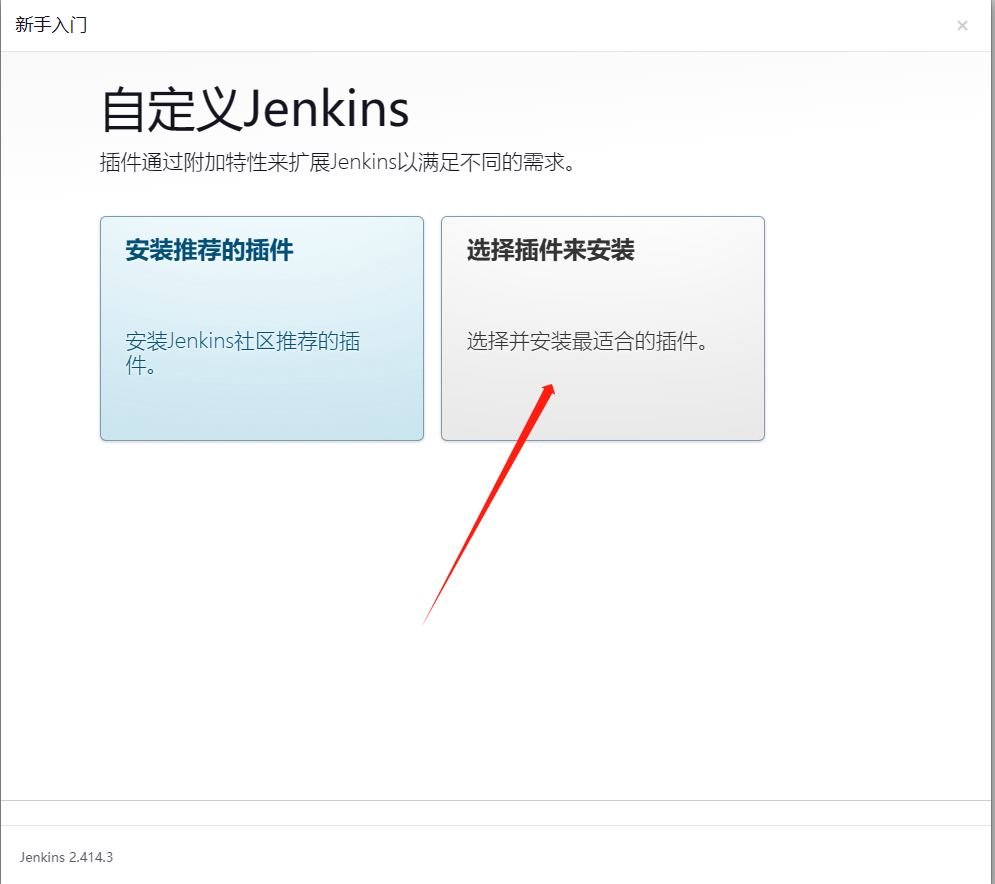 新手入门
×
自定义Jenkins
插件通过附加特性来扩展Jenkins以满足不同的需求。
安装推荐的插件
安装Jenkins社区推荐的插
件。
选择插件来安装
选择并安装最适合的插件。
Jenkins 2.414.3